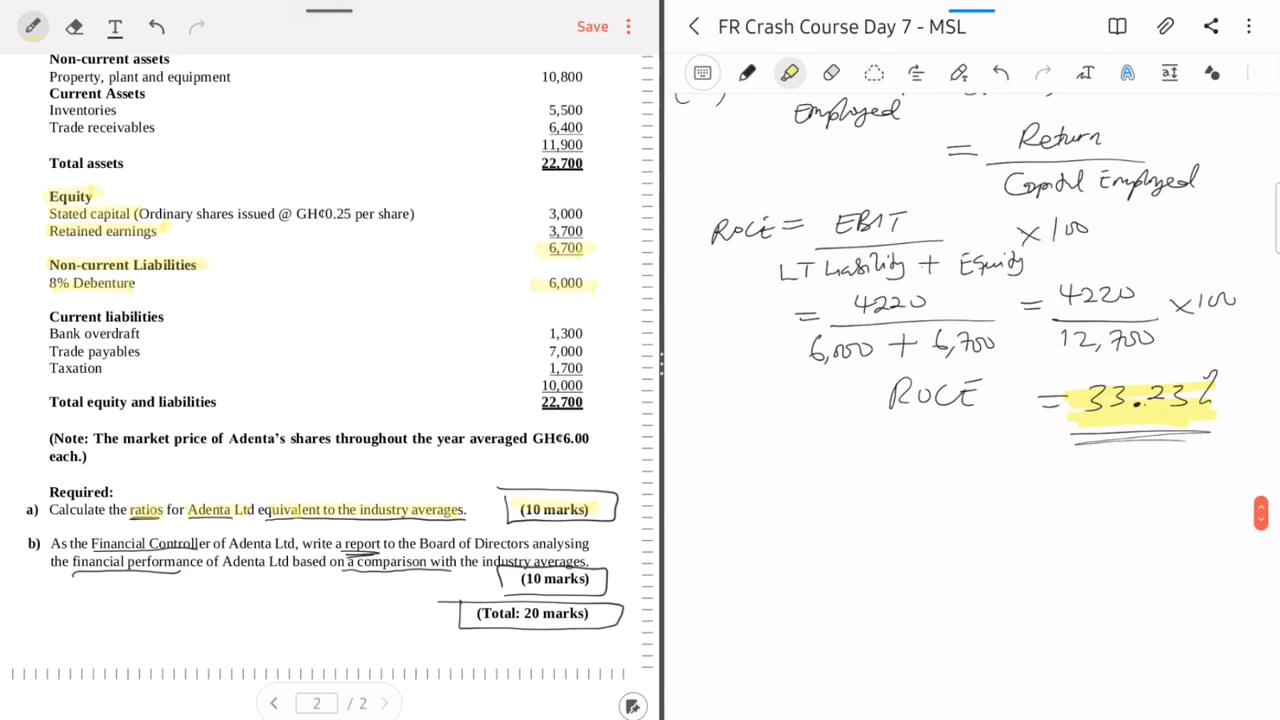 Save
FR Crash Course Day 7 - MSL
Non-current assets
Property, plant and equipment 10,800
Current Assets
Inventories 5,500
Trade receivables 6,400
11,900
Total assets 22,700
Equity
Stated capital (Ordinary shares issued @ GH¢0.25 per share) 3,000
Retained earnings 3,700
6,700
Non-current Liabilities
8% Debenture 6,000
Current liabilities
Bank overdraft 1,300
Trade payables 7,000
Taxation 1,700
10,000
Total equity and liabilities 22,700
(Note: The market price of Adenta's shares throughout the year averaged GH¢6.00
each.)
Required:
a) Calculate the ratios for Adenta Ltd equivalent to the industry averages. (10 marks)
b) As the Financial Controller of Adenta Ltd, write a report to the Board of Directors analysing
the financial performance of Adenta Ltd based on a comparison with the industry averages.
(10 marks)
(Total: 20 marks)
2 / 2
Employed
= Return
Capital Employed
ROCE = EBIT × 100
LT Liability + Equity
= 4220 = 4220 × 100
6,000 + 6,700 12,700
ROCE = 33.23%